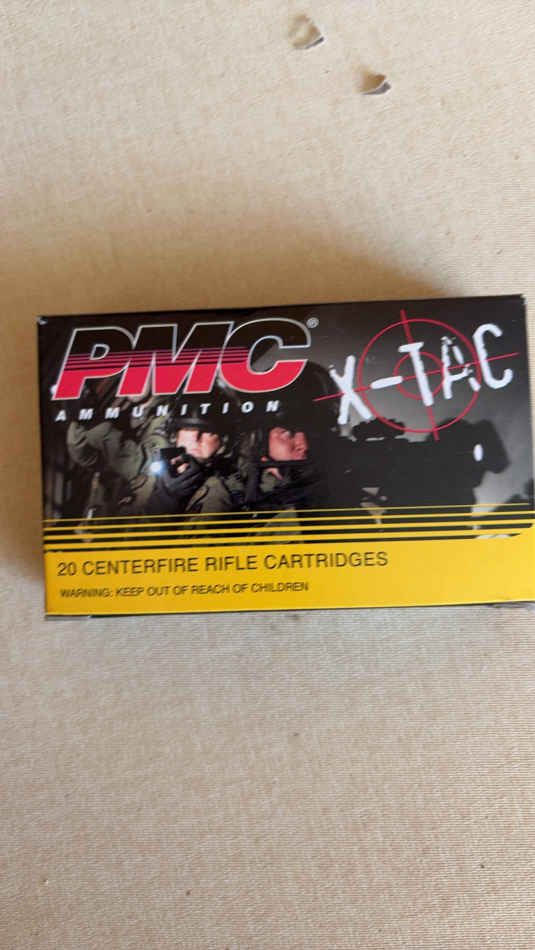 PMC®
X-TAC
AMMUNITION
20 CENTERFIRE RIFLE CARTRIDGES
WARNING: KEEP OUT OF REACH OF CHILDREN